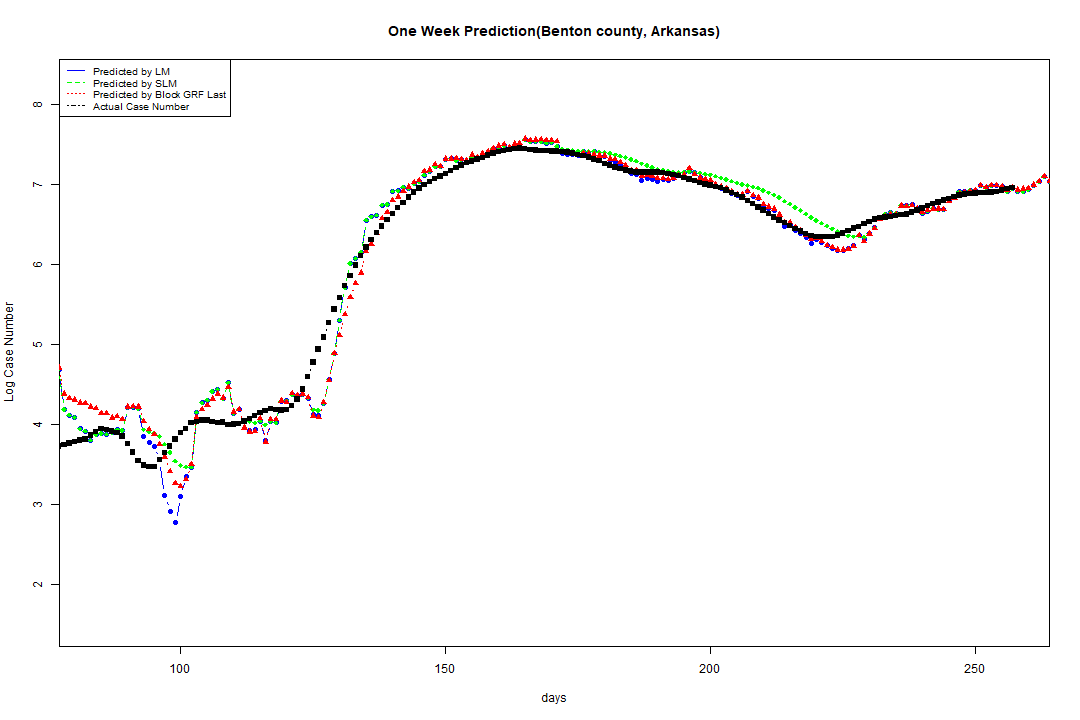 One Week Prediction(Benton county, Arkansas)
Predicted by LM
Predicted by SLM
Predicted by Block GRF Last
Actual Case Number
8
7
6
5
4
3
2
Log Case Number
100 150 200 250
days